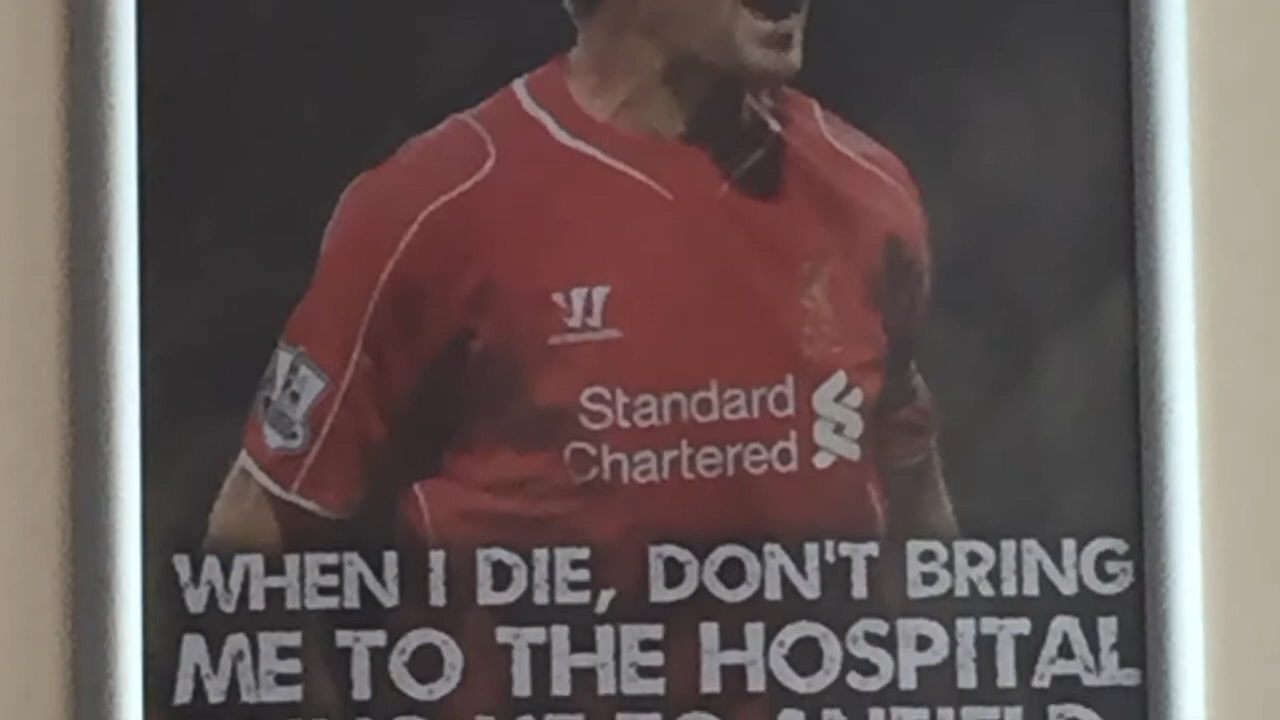 Standard
Chartered
WHEN I DIE, DON'T BRING
ME TO THE HOSPITAL